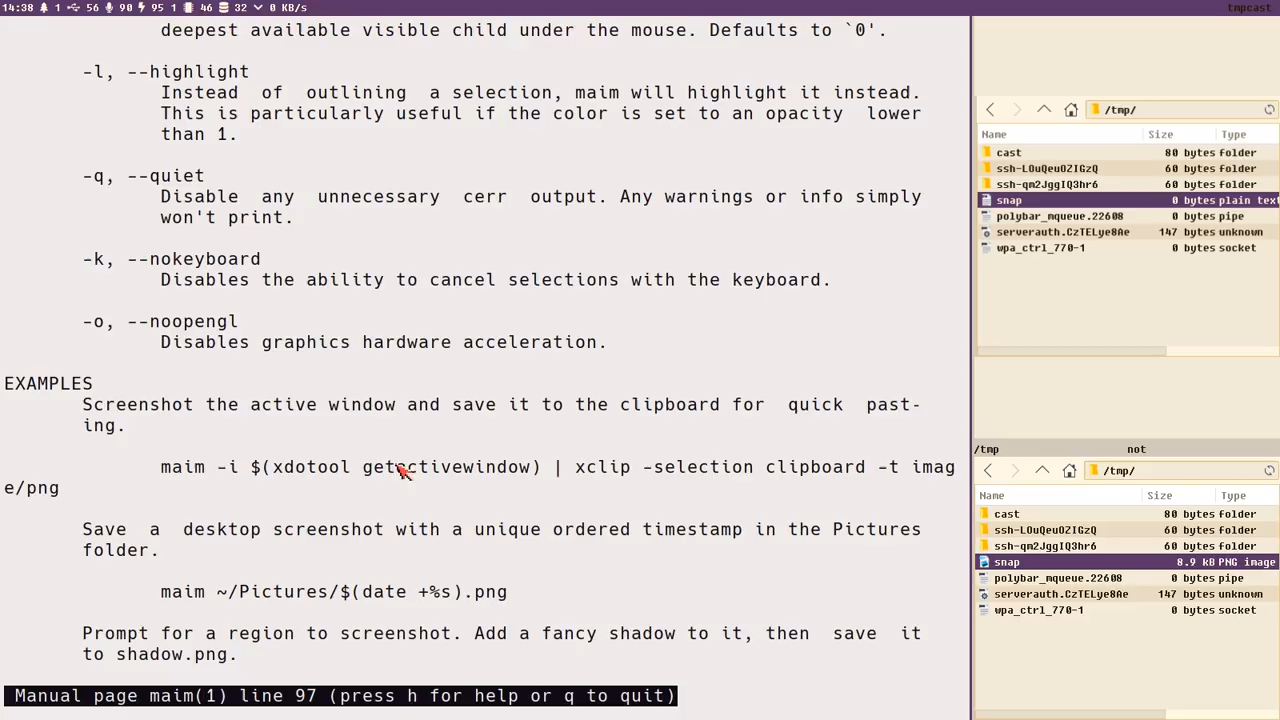 14:38 1 56 90 95 1 46 32 0 KB/s tmpcast
deepest available visible child under the mouse. Defaults to `0'.
-l, --highlight
Instead of outlining a selection, maim will highlight it instead.
This is particularly useful if the color is set to an opacity lower
than 1.
-q, --quiet
Disable any unnecessary cerr output. Any warnings or info simply
won't print.
-k, --nokeyboard
Disables the ability to cancel selections with the keyboard.
-o, --noopengl
Disables graphics hardware acceleration.
EXAMPLES
Screenshot the active window and save it to the clipboard for quick past-
ing.
maim -i $(xdotool getactivewindow) | xclip -selection clipboard -t imag
e/png
Save a desktop screenshot with a unique ordered timestamp in the Pictures
folder.
maim ~/Pictures/$(date +%s).png
Prompt for a region to screenshot. Add a fancy shadow to it, then save it
to shadow.png.
Manual page maim(1) line 97 (press h for help or q to quit)
/tmp/
Name Size Type
cast 80 bytes folder
ssh-LOuQeuOZIGzQ 60 bytes folder
ssh-qm2JggIQ3hr6 60 bytes folder
snap 0 bytes plain text
polybar_mqueue.22608 0 bytes pipe
serverauth.CzTELye8Ae 147 bytes unknown
wpa_ctrl_770-1 0 bytes socket
/tmp not
/tmp/
Name Size Type
cast 80 bytes folder
ssh-LOuQeuOZIGzQ 60 bytes folder
ssh-qm2JggIQ3hr6 60 bytes folder
snap 8.9 kB PNG image
polybar_mqueue.22608 0 bytes pipe
serverauth.CzTELye8Ae 147 bytes unknown
wpa_ctrl_770-1 0 bytes socket